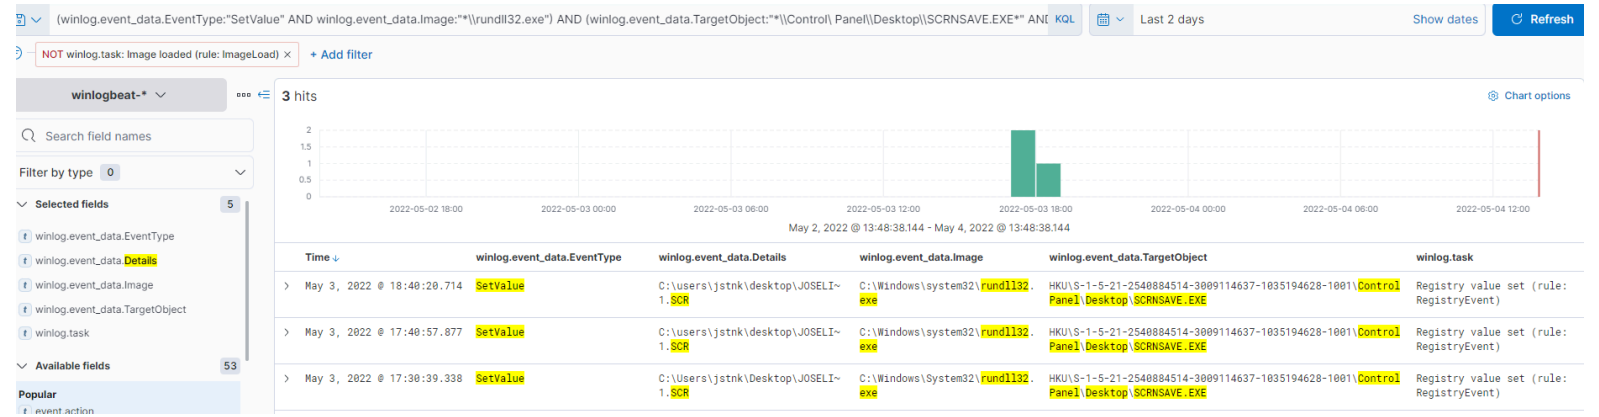 (winlog.event_data.EventType:"SetValue" AND winlog.event_data.Image:"*\\rundll32.exe") AND (winlog.event_data.TargetObject:"*\\Control\ Panel\\Desktop\\SCRNSAVE.EXE*" AND KQL Last 2 days Show dates Refresh
NOT winlog.task: Image loaded (rule: ImageLoad) × + Add filter
winlogbeat-* 3 hits Chart options
Search field names
Filter by type 0
Selected fields 5
winlog.event_data.EventType
winlog.event_data.Details
winlog.event_data.Image
winlog.event_data.TargetObject
winlog.task
Available fields 53
Popular
event.action
2
1.5
1
0.5
0
2022-05-02 18:00 2022-05-03 00:00 2022-05-03 06:00 2022-05-03 12:00 2022-05-03 18:00 2022-05-04 00:00 2022-05-04 06:00 2022-05-04 12:00
May 2, 2022 @ 13:48:38.144 - May 4, 2022 @ 13:48:38.144
Time winlog.event_data.EventType winlog.event_data.Details winlog.event_data.Image winlog.event_data.TargetObject winlog.task
May 3, 2022 @ 18:40:20.714 SetValue C:\users\jstnk\desktop\JOSELI~ C:\Windows\system32\rundll32. HKU\S-1-5-21-2540884514-3009114637-1035194628-1001\Control Registry value set (rule:
1.SCR exe Panel\Desktop\SCRNSAVE.EXE RegistryEvent)
May 3, 2022 @ 17:40:57.877 SetValue C:\users\jstnk\desktop\JOSELI~ C:\Windows\system32\rundll32. HKU\S-1-5-21-2540884514-3009114637-1035194628-1001\Control Registry value set (rule:
1.SCR exe Panel\Desktop\SCRNSAVE.EXE RegistryEvent)
May 3, 2022 @ 17:30:39.338 SetValue C:\Users\jstnk\Desktop\JOSELI~ C:\Windows\System32\rundll32. HKU\S-1-5-21-2540884514-3009114637-1035194628-1001\Control Registry value set (rule:
1.SCR exe Panel\Desktop\SCRNSAVE.EXE RegistryEvent)